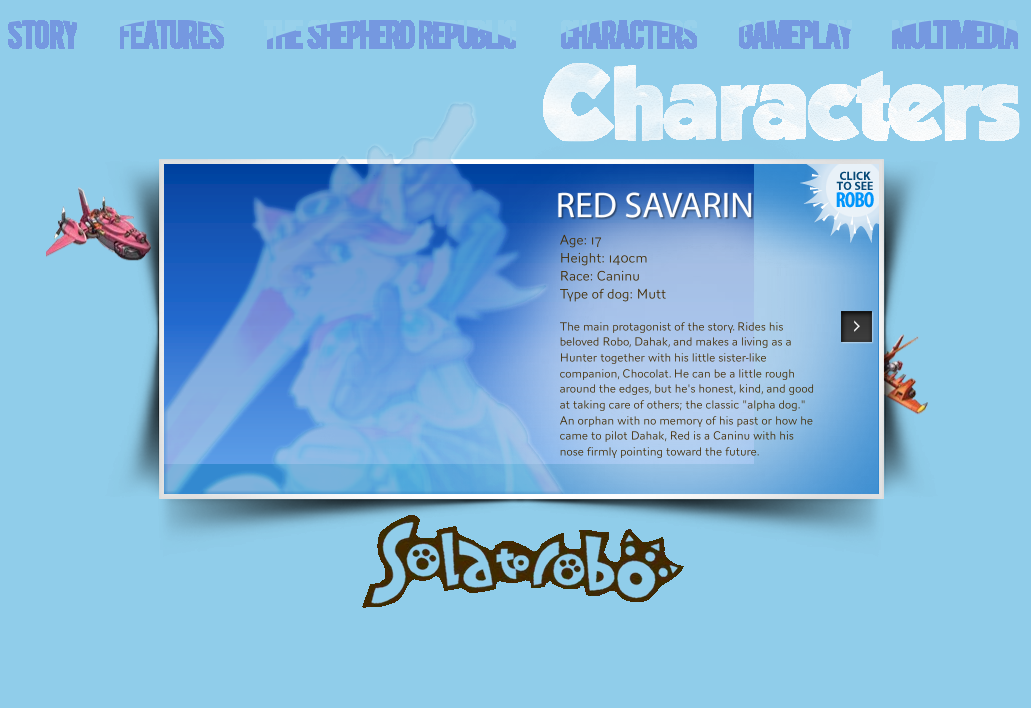 STORY FEATURES THE SHEPHERD REPUBLIC CHARACTERS GAMEPLAY MULTIMEDIA
Characters
CLICK
TO SEE
ROBO
RED SAVARIN
Age: 17
Height: 140cm
Race: Caninu
Type of dog: Mutt
The main protagonist of the story. Rides his
beloved Robo, Dahak, and makes a living as a
Hunter together with his little sister-like
companion, Chocolat. He can be a little rough
around the edges, but he's honest, kind, and good
at taking care of others; the classic "alpha dog."
An orphan with no memory of his past or how he
came to pilot Dahak, Red is a Caninu with his
nose firmly pointing toward the future.
Solatorobo